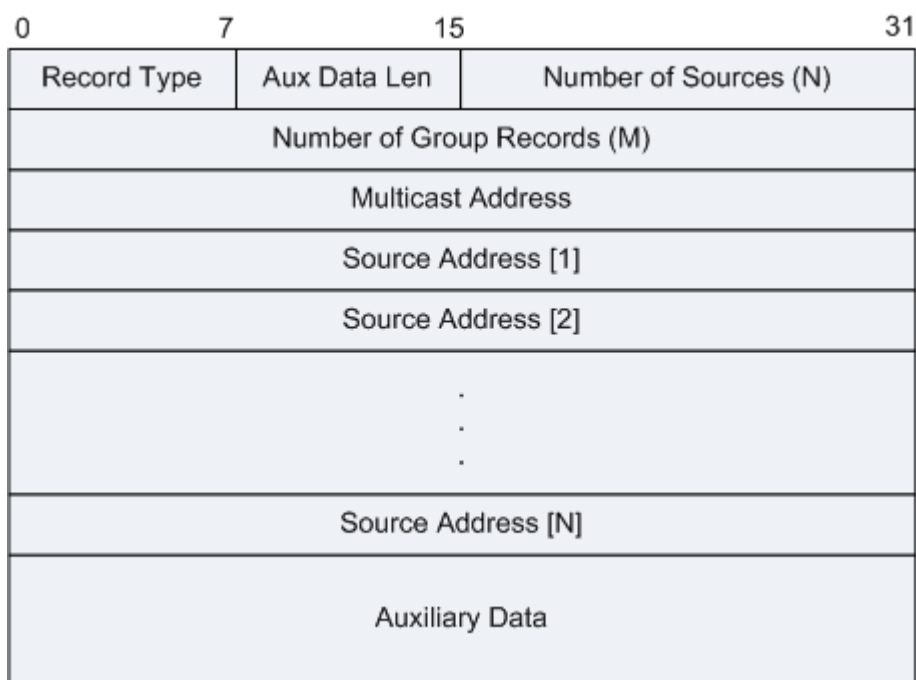 0 7 15 31
Record Type Aux Data Len Number of Sources (N)
Number of Group Records (M)
Multicast Address
Source Address [1]
Source Address [2]
.
.
.
Source Address [N]
Auxiliary Data